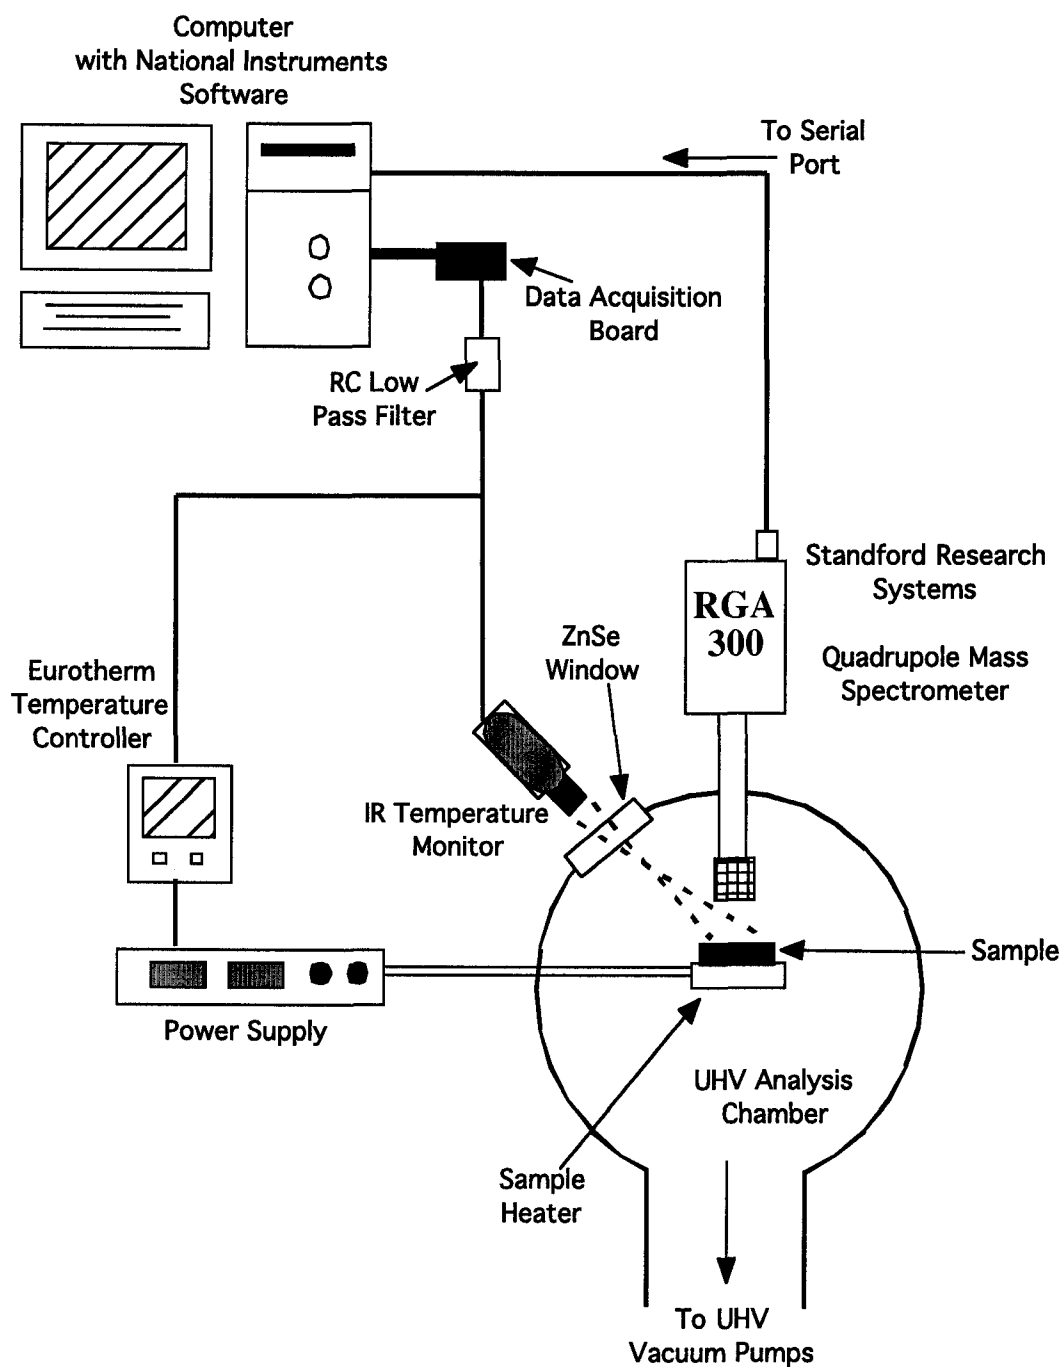 Computer
with National Instruments
Software
To Serial
Port
Data Acquisition
Board
RC Low
Pass Filter
Standford Research
Systems
RGA
300
Quadrupole Mass
Spectrometer
ZnSe
Window
Eurotherm
Temperature
Controller
IR Temperature
Monitor
Sample
Power Supply
UHV Analysis
Chamber
Sample
Heater
To UHV
Vacuum Pumps